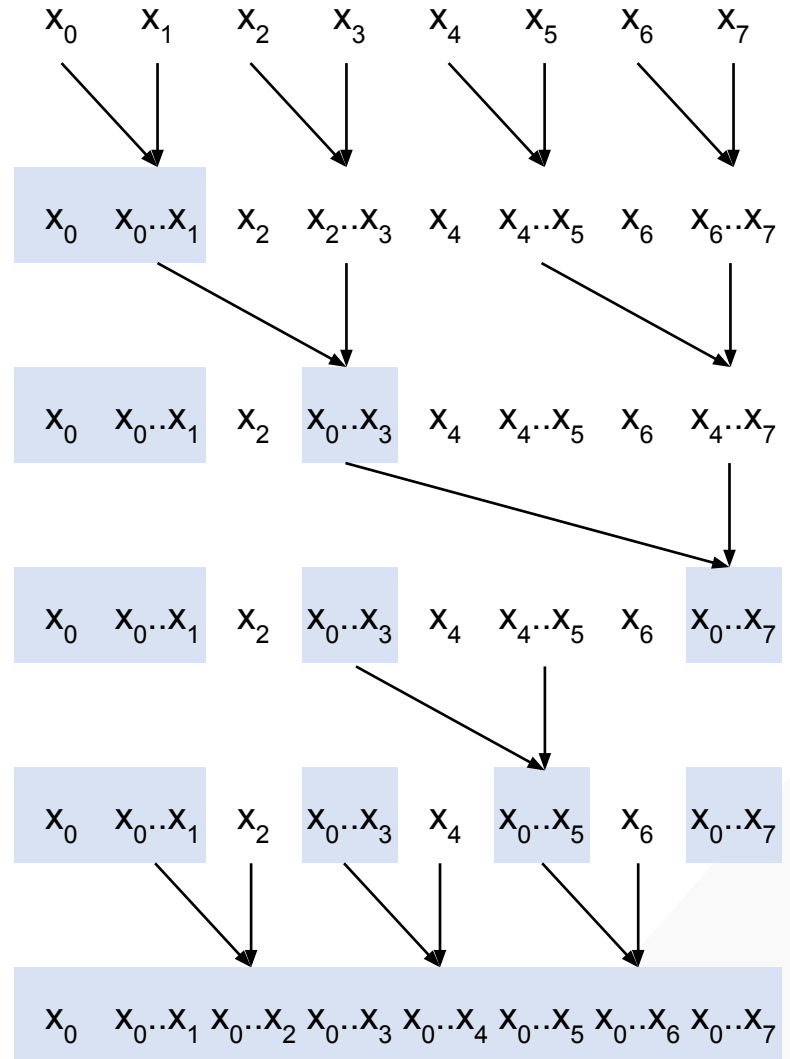 x₀ x₁ x₂ x₃ x₄ x₅ x₆ x₇
x₀ x₀..x₁ x₂ x₂..x₃ x₄ x₄..x₅ x₆ x₆..x₇
x₀ x₀..x₁ x₂ x₀..x₃ x₄ x₄..x₅ x₆ x₄..x₇
x₀ x₀..x₁ x₂ x₀..x₃ x₄ x₄..x₅ x₆ x₀..x₇
x₀ x₀..x₁ x₂ x₀..x₃ x₄ x₀..x₅ x₆ x₀..x₇
x₀ x₀..x₁ x₀..x₂ x₀..x₃ x₀..x₄ x₀..x₅ x₀..x₆ x₀..x₇